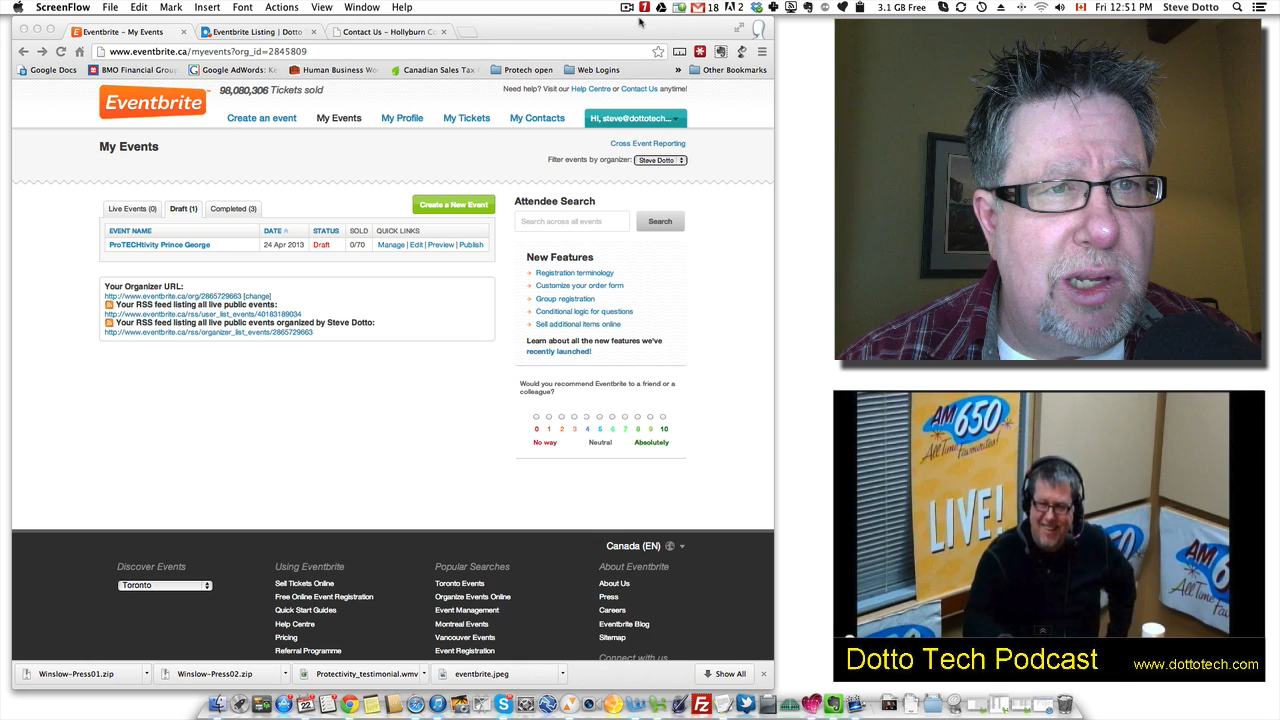 ScreenFlow File Edit Mark Insert Font Actions View Window Help 18 2 3.1 GB Free Fri 12:51 PM Steve Dotto
Eventbrite – My Events Eventbrite Listing | Dotto Contact Us – Hollyburn C
www.eventbrite.ca/myevents?org_id=2845809
Google Docs BMO Financial Group Google AdWords: Ke Human Business Wo Canadian Sales Tax Protech open Web Logins » Other Bookmarks
Eventbrite 98,080,306 Tickets sold Need help? Visit our Help Centre or Contact Us anytime!
Create an event My Events My Profile My Tickets My Contacts Hi, steve@dottotech...
My Events Cross Event Reporting
Filter events by organizer: Steve Dotto
Live Events (0) Draft (1) Completed (3) Create a New Event
EVENT NAME DATE STATUS SOLD QUICK LINKS
ProTECHtivity Prince George 24 Apr 2013 Draft 0/70 Manage | Edit | Preview | Publish
Your Organizer URL:
http://www.eventbrite.ca/org/2865729663 [change]
Your RSS feed listing all live public events:
http://www.eventbrite.ca/rss/user_list_events/40183189034
Your RSS feed listing all live public events organized by Steve Dotto:
http://www.eventbrite.ca/rss/organizer_list_events/2865729663
Attendee Search
Search across all events Search
New Features
Registration terminology
Customize your order form
Group registration
Conditional logic for questions
Sell additional items online
Learn about all the new features we've
recently launched!
Would you recommend Eventbrite to a friend or a
colleague?
0 1 2 3 4 5 6 7 8 9 10
No way Neutral Absolutely
Canada (EN)
Discover Events
Toronto
Using Eventbrite
Sell Tickets Online
Free Online Event Registration
Quick Start Guides
Help Centre
Pricing
Referral Programme
Popular Searches
Toronto Events
Organize Events Online
Event Management
Montreal Events
Vancouver Events
Event Registration
About Eventbrite
About Us
Press
Careers
Eventbrite Blog
Sitemap
Connect with us
Winslow-Press01.zip Winslow-Press02.zip Protectivity_testimonial.wmv eventbrite.jpeg Show All
AM 650
All Time Favourites!
LIVE!
Dotto Tech Podcast www.dottotech.com